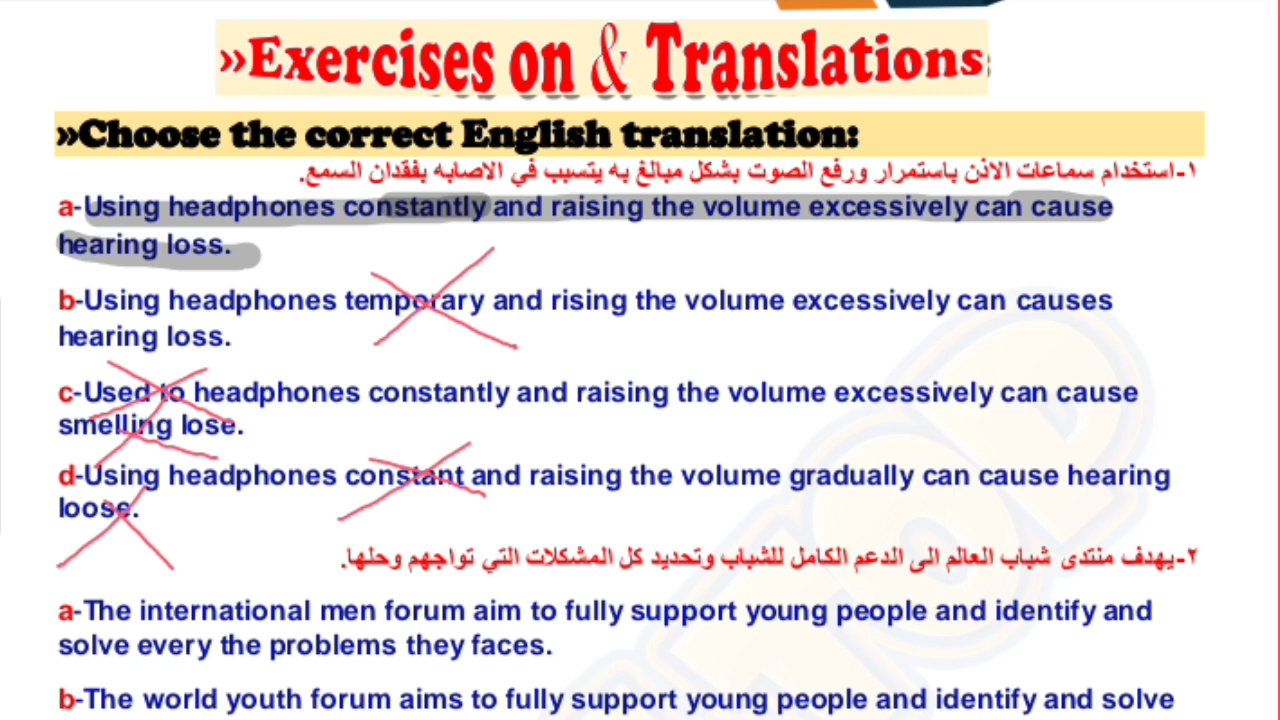 »Exercises on & Translations
»Choose the correct English translation:
١-استخدام سماعات الاذن باستمرار ورفع الصوت بشكل مبالغ به يتسبب في الاصابه بفقدان السمع.
a-Using headphones constantly and raising the volume excessively can cause
hearing loss.
b-Using headphones temporary and rising the volume excessively can causes
hearing loss.
c-Used to headphones constantly and raising the volume excessively can cause
smelling lose.
d-Using headphones constant and raising the volume gradually can cause hearing
loose.
٢-يهدف منتدى شباب العالم الى الدعم الكامل للشباب وتحديد كل المشكلات التي تواجهم وحلها.
a-The international men forum aim to fully support young people and identify and
solve every the problems they faces.
b-The world youth forum aims to fully support young people and identify and solve